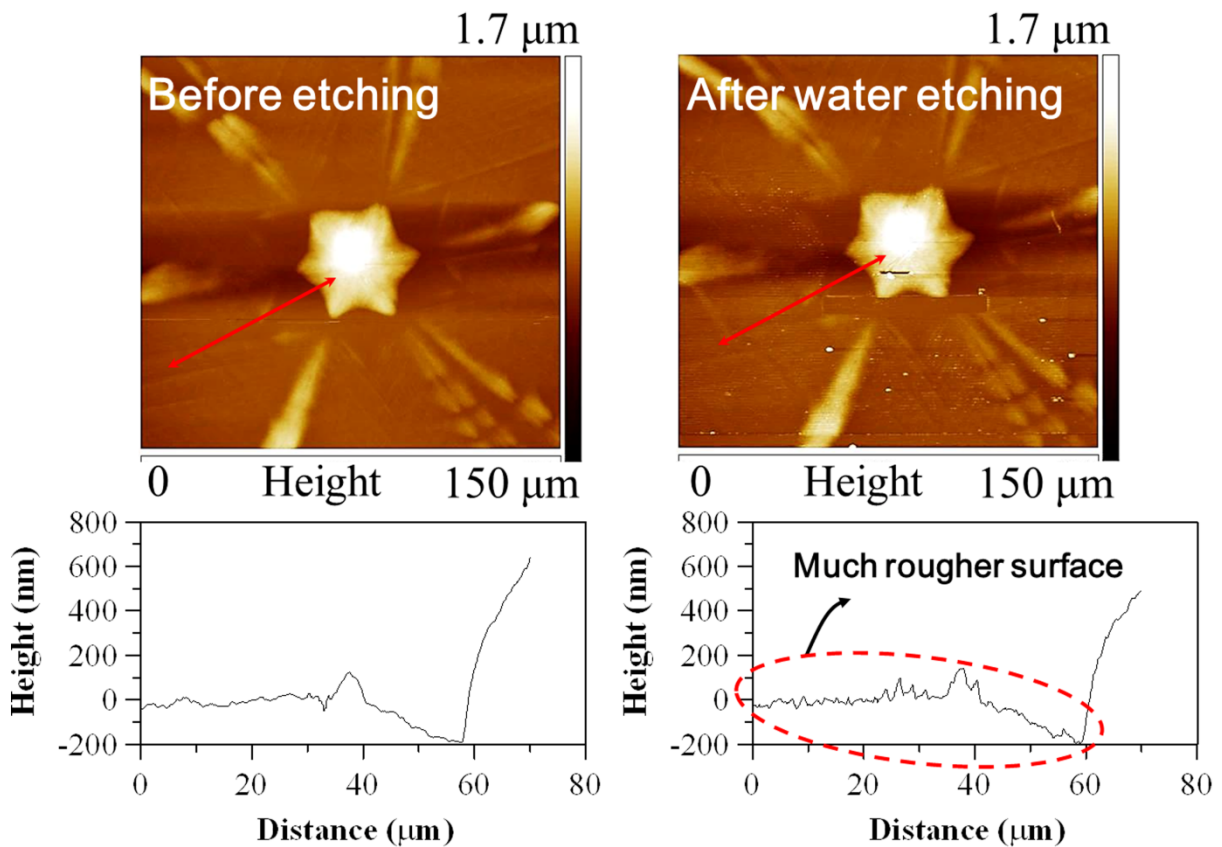 1.7 μm
Before etching
0 Height 150 μm
1.7 μm
After water etching
0 Height 150 μm
Height (nm)
800
600
400
200
0
-200
0 20 40 60 80
Distance (μm)
Height (nm)
800
600
400
200
0
-200
Much rougher surface
0 20 40 60 80
Distance (μm)